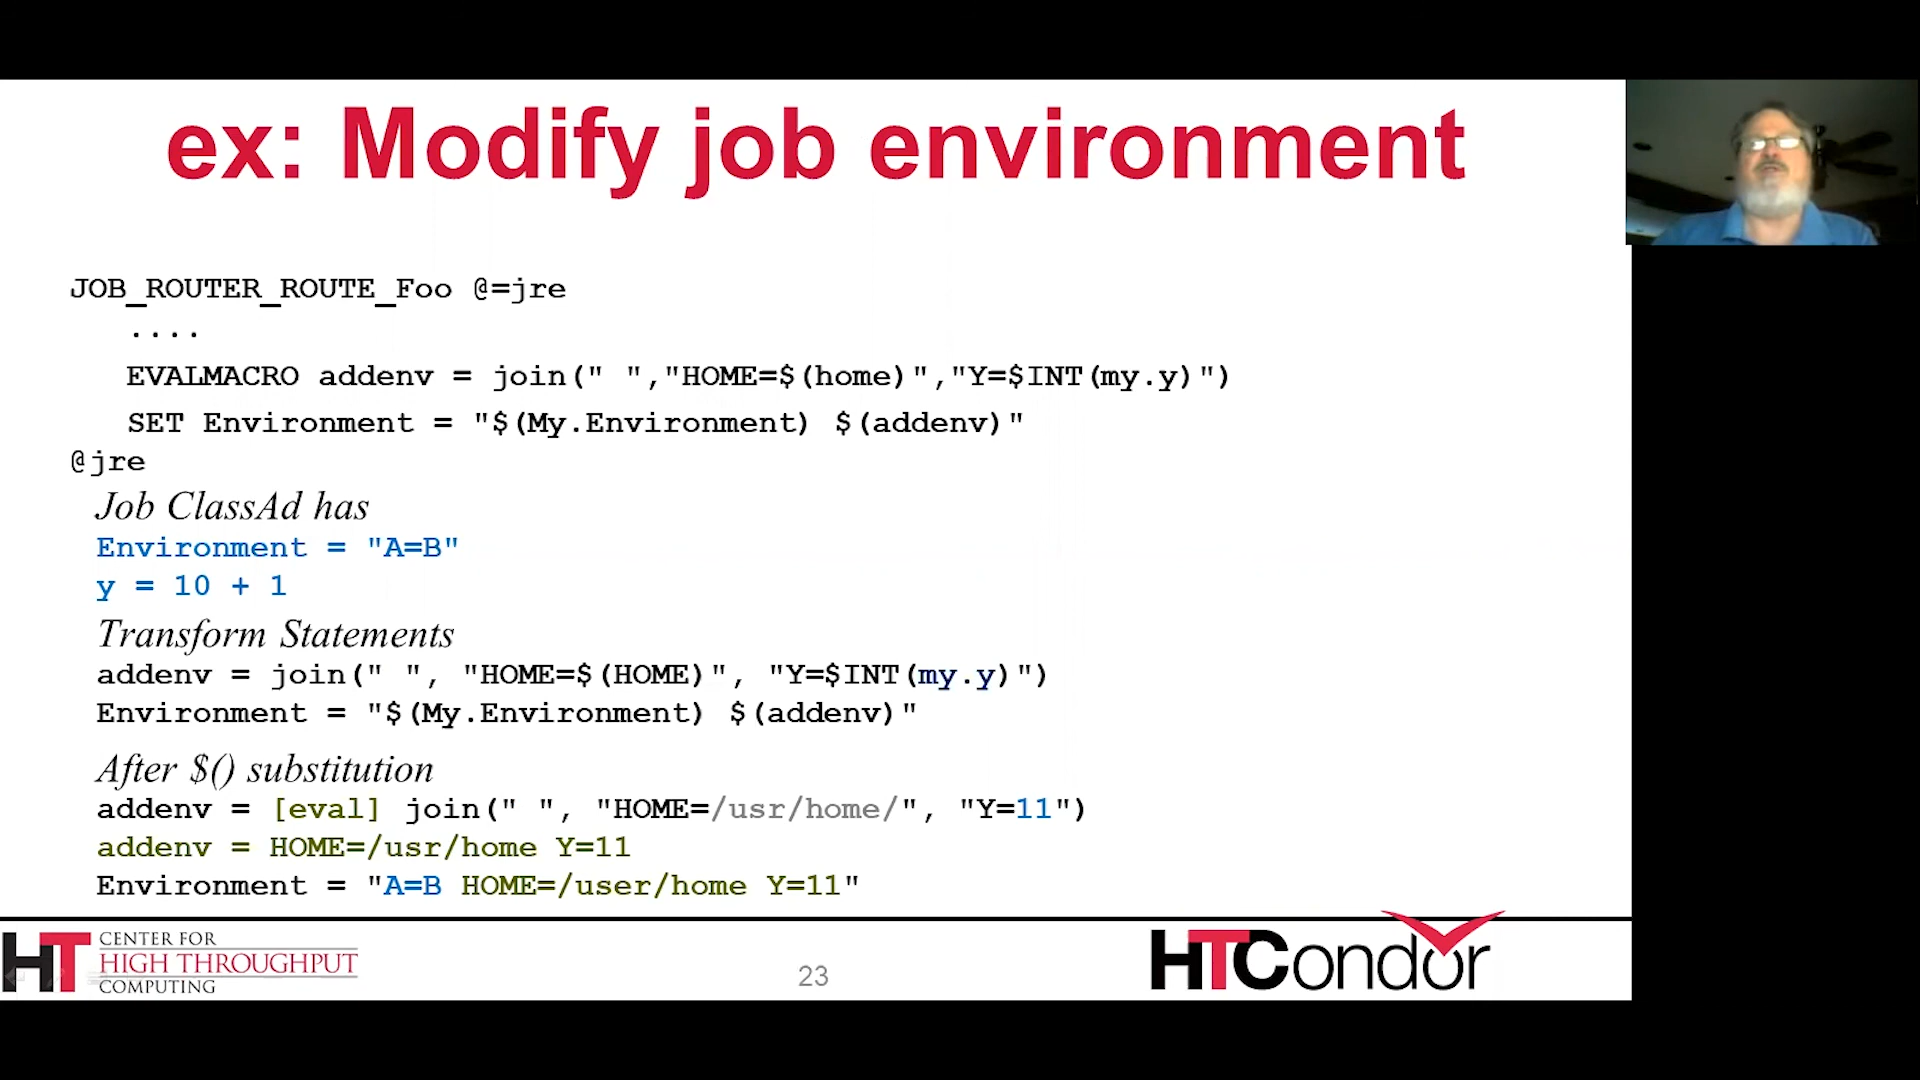 ex: Modify job environment
JOB_ROUTER_ROUTE_Foo @=jre
....
EVALMACRO addenv = join(" ","HOME=$(home)","Y=$INT(my.y)")
SET Environment = "$(My.Environment) $(addenv)"
@jre
Job ClassAd has
Environment = "A=B"
y = 10 + 1
Transform Statements
addenv = join(" ", "HOME=$(HOME)", "Y=$INT(my.y)")
Environment = "$(My.Environment) $(addenv)"
After $() substitution
addenv = [eval] join(" ", "HOME=/usr/home/", "Y=11")
addenv = HOME=/usr/home Y=11
Environment = "A=B HOME=/user/home Y=11"
HT CENTER FOR
HIGH THROUGHPUT
COMPUTING
23
HTCondor